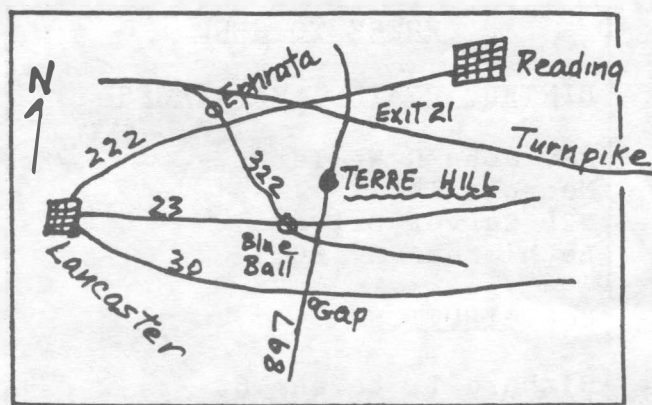 N
Ephrata
Reading
Exit 21
Turnpike
222
322
TERRE HILL
23
Blue
Ball
30
Lancaster
Gap
897